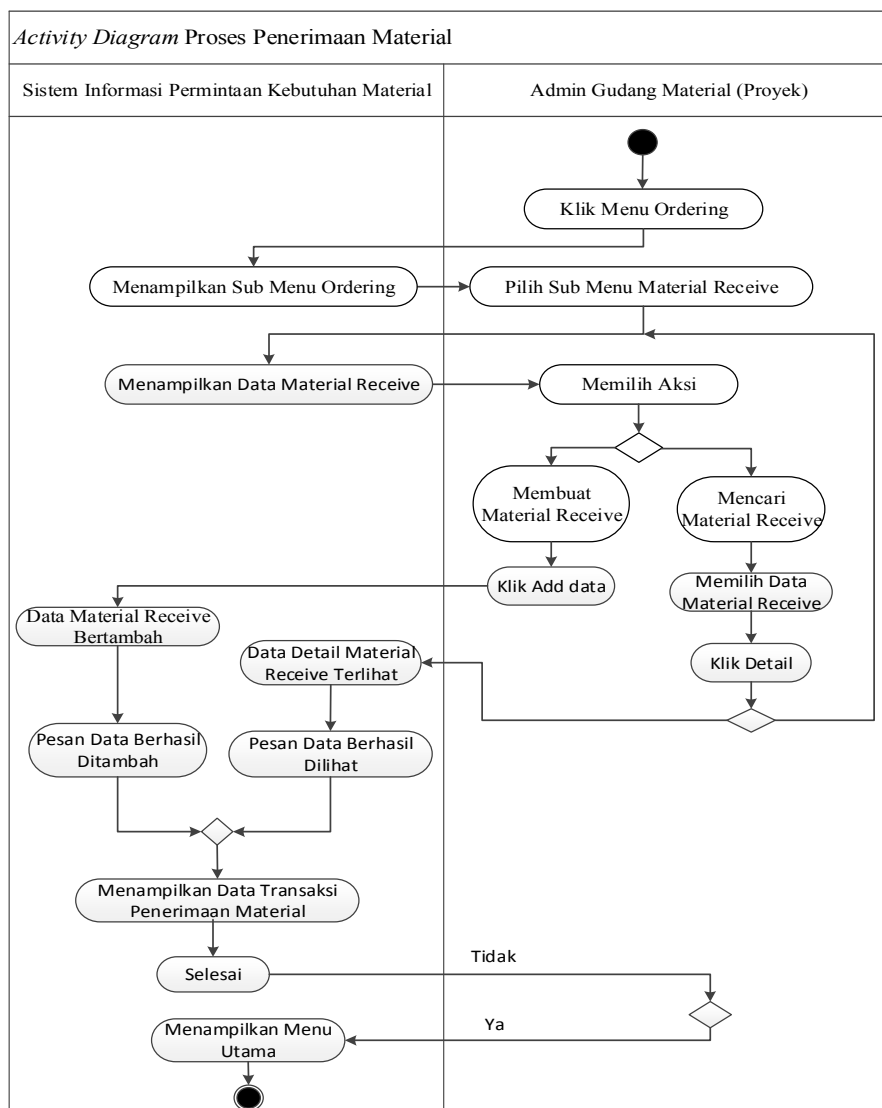 Activity Diagram Proses Penerimaan Material
Sistem Informasi Permintaan Kebutuhan Material
Admin Gudang Material (Proyek)
Klik Menu Ordering
Menampilkan Sub Menu Ordering
Pilih Sub Menu Material Receive
Menampilkan Data Material Receive
Memilih Aksi
Membuat
Material Receive
Mencari
Material Receive
Klik Add data
Memilih Data
Material Receive
Data Material Receive
Bertambah
Data Detail Material
Receive Terlihat
Klik Detail
Pesan Data Berhasil
Ditambah
Pesan Data Berhasil
Dilihat
Menampilkan Data Transaksi
Penerimaan Material
Selesai
Tidak
Ya
Menampilkan Menu
Utama